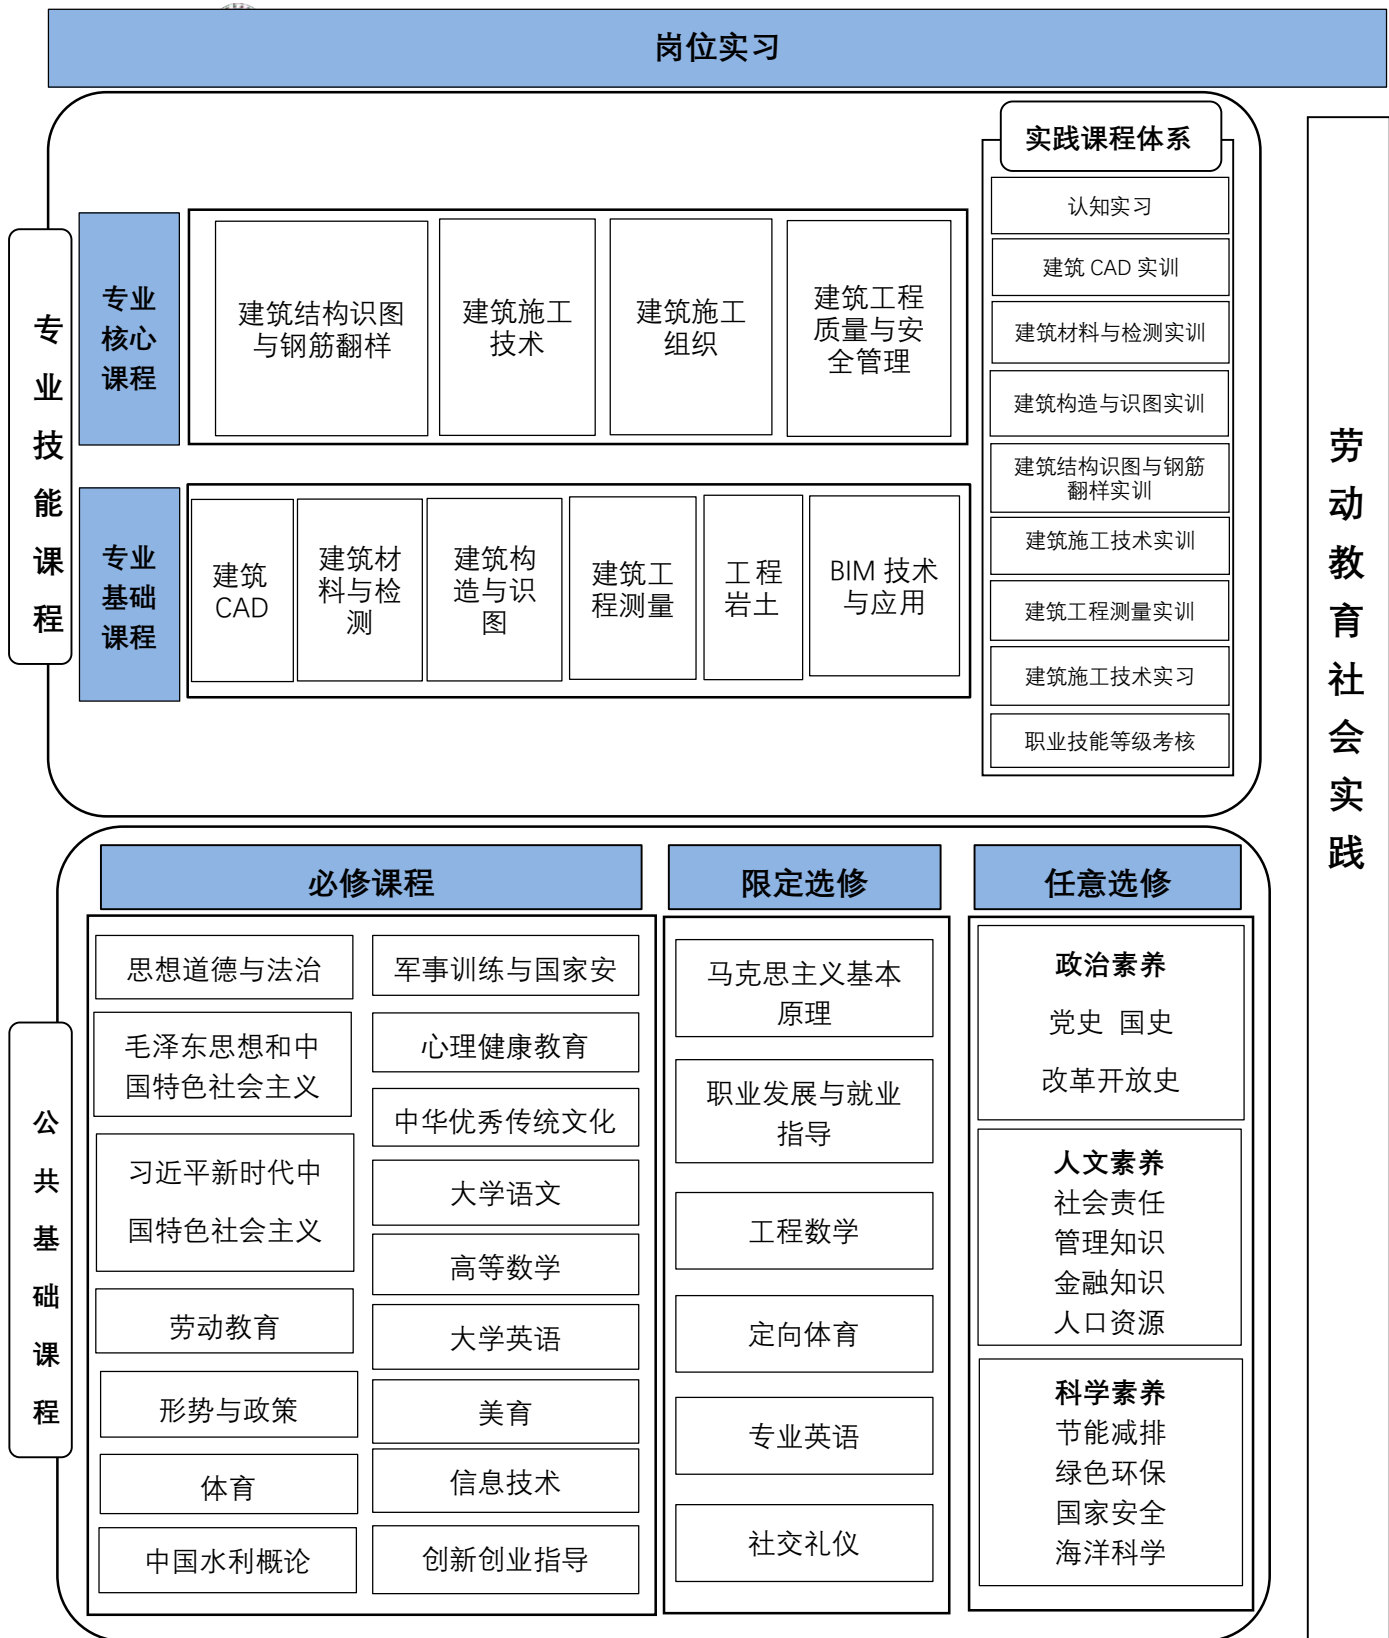 岗位实习
实践课程体系
认知实习
建筑 CAD 实训
建筑材料与检测实训
建筑构造与识图实训
建筑结构识图与钢筋
翻样实训
建筑施工技术实训
建筑工程测量实训
建筑施工技术实习
职业技能等级考核
专业技能课程
专业
核心
课程
建筑结构识图
与钢筋翻样
建筑施工
技术
建筑施工
组织
建筑工程
质量与安
全管理
专业
基础
课程
建筑
CAD
建筑材
料与检
测
建筑构
造与识
图
建筑工
程测量
工程
岩土
BIM 技术
与应用
劳动教育社会实践
公共基础课程
必修课程
思想道德与法治
毛泽东思想和中
国特色社会主义
习近平新时代中
国特色社会主义
劳动教育
形势与政策
体育
中国水利概论
军事训练与国家安
心理健康教育
中华优秀传统文化
大学语文
高等数学
大学英语
美育
信息技术
创新创业指导
限定选修
马克思主义基本
原理
职业发展与就业
指导
工程数学
定向体育
专业英语
社交礼仪
任意选修
政治素养
党史 国史
改革开放史
人文素养
社会责任
管理知识
金融知识
人口资源
科学素养
节能减排
绿色环保
国家安全
海洋科学